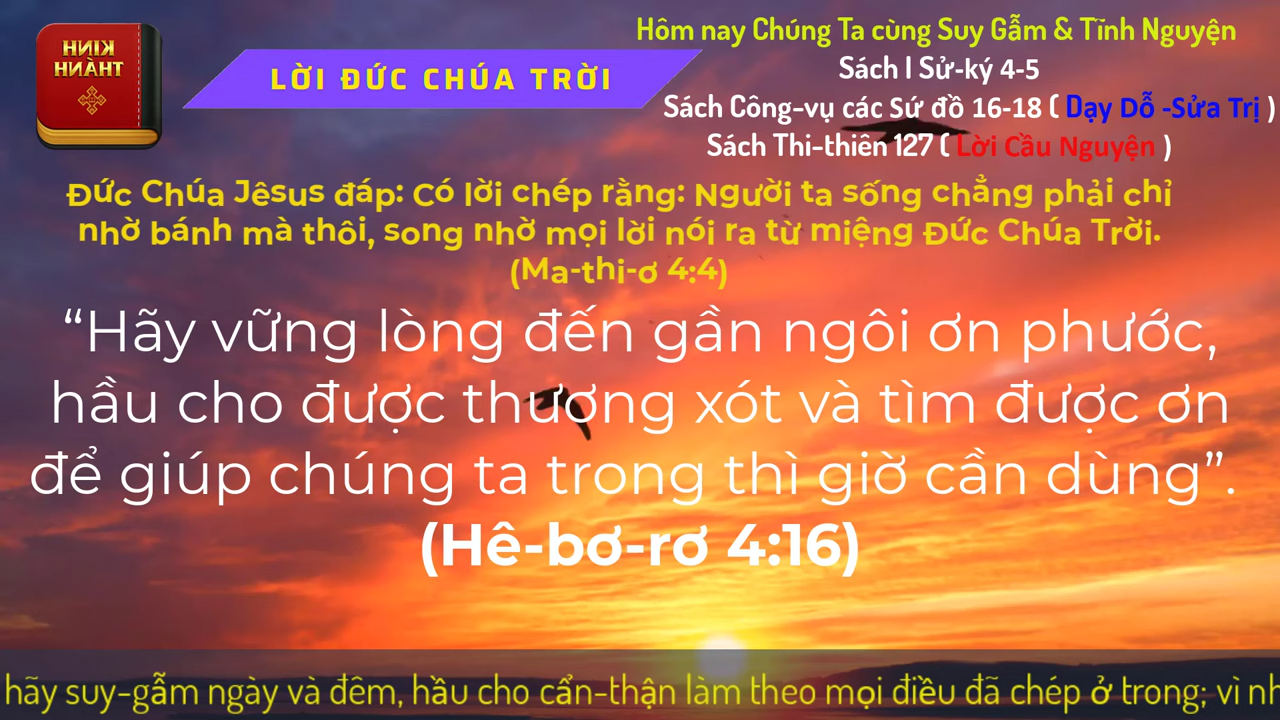 KINH
THÀNH
LỜI ĐỨC CHÚA TRỜI
Hôm nay Chúng Ta cùng Suy Gẫm & Tĩnh Nguyện
Sách I Sử-ký 4-5
Sách Công-vụ các Sứ đồ 16-18 ( Dạy Dỗ -Sửa Trị )
Sách Thi-thiên 127 ( Lời Cầu Nguyện )
Đức Chúa Jêsus đáp: Có lời chép rằng: Người ta sống chẳng phải chỉ
nhờ bánh mà thôi, song nhờ mọi lời nói ra từ miệng Đức Chúa Trời.
(Ma-thi-ơ 4:4)
“Hãy vững lòng đến gần ngôi ơn phước,
hầu cho được thương xót và tìm được ơn
để giúp chúng ta trong thì giờ cần dùng”.
(Hê-bơ-rơ 4:16)
hãy suy-gẫm ngày và đêm, hầu cho cẩn-thận làm theo mọi điều đã chép ở trong; vì nh